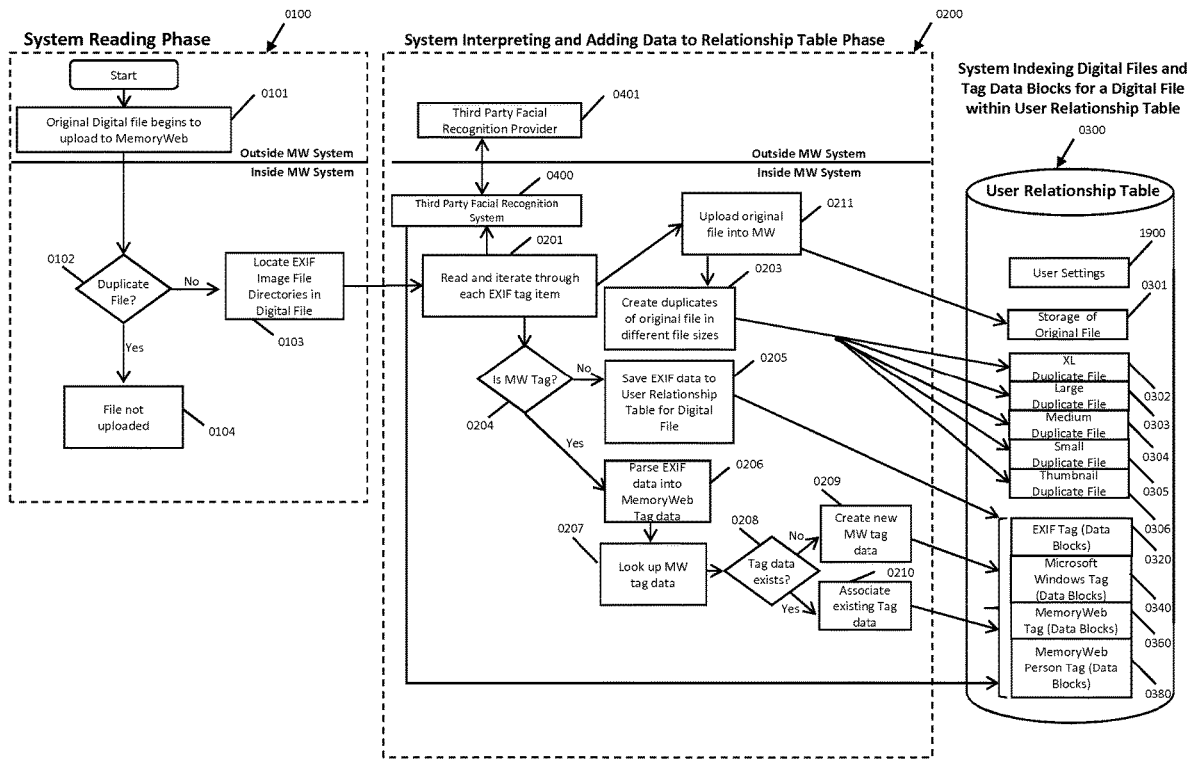 0100
System Reading Phase
Start
0101
Original Digital file begins to
upload to MemoryWeb
Outside MW System
Inside MW System
0102
Duplicate
File?
No
Locate EXIF
Image File
Directories in
Digital File
0103
Yes
File not
uploaded
0104
0200
System Interpreting and Adding Data to Relationship Table Phase
Third Party Facial
Recognition Provider
0401
Outside MW System
Inside MW System
0400
Third Party Facial Recognition
System
0201
Read and iterate through
each EXIF tag item
Upload original
file into MW
0211
0203
Create duplicates
of original file in
different file sizes
Is MW Tag?
0204
No
0205
Save EXIF data to
User Relationship
Table for Digital
File
Yes
Parse EXIF
data into
MemoryWeb
Tag data
0206
0207
Look up MW
tag data
0208
Tag data
exists?
No
0209
Create new
MW tag
data
Yes
0210
Associate
existing Tag
data
System Indexing Digital Files and
Tag Data Blocks for a Digital File
within User Relationship Table
0300
User Relationship Table
1900
User Settings
0301
Storage of
Original File
XL
Duplicate File
0302
Large
Duplicate File
0303
Medium
Duplicate File
0304
Small
Duplicate File
0305
Thumbnail
Duplicate File
0306
EXIF Tag (Data
Blocks)
0320
Microsoft
Windows Tag
(Data Blocks)
0340
MemoryWeb
Tag (Data Blocks)
0360
MemoryWeb
Person Tag (Data
Blocks)
0380